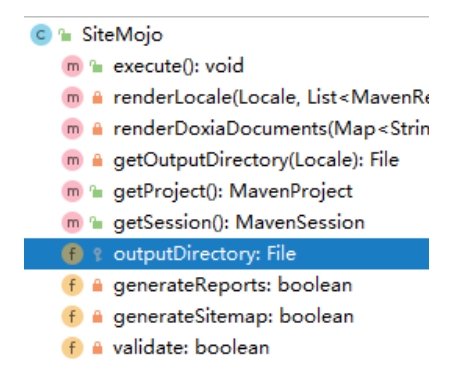 SiteMojo
execute(): void
renderLocale(Locale, List<MavenRe
renderDoxiaDocuments(Map<Strin
getOutputDirectory(Locale): File
getProject(): MavenProject
getSession(): MavenSession
outputDirectory: File
generateReports: boolean
generateSitemap: boolean
validate: boolean